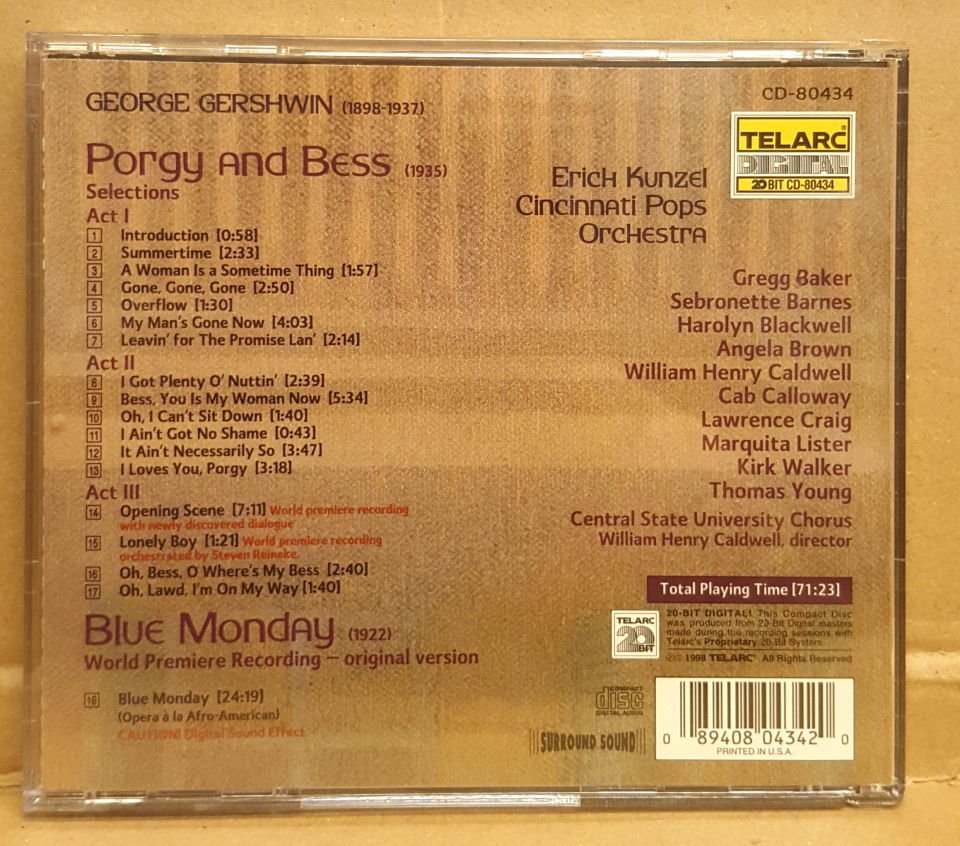 GEORGE GERSHWIN (1898-1937)
Porgy and Bess (1935)
Selections
Act I
1 Introduction [0:58]
2 Summertime [2:33]
3 A Woman Is a Sometime Thing [1:57]
4 Gone, Gone, Gone [2:50]
5 Overflow [1:30]
6 My Man's Gone Now [4:03]
7 Leavin' for The Promise Lan' [2:14]
Act II
8 I Got Plenty O' Nuttin' [2:39]
9 Bess, You Is My Woman Now [5:34]
10 Oh, I Can't Sit Down [1:40]
11 I Ain't Got No Shame [0:43]
12 It Ain't Necessarily So [3:47]
13 I Loves You, Porgy [3:18]
Act III
14 Opening Scene [7:11] World premiere recording
with newly discovered dialogue
15 Lonely Boy [1:21] World premiere recording
orchestrated by Steven Reineke.
16 Oh, Bess, O Where's My Bess [2:40]
17 Oh, Lawd, I'm On My Way [1:40]
Blue Monday (1922)
World Premiere Recording – original version
18 Blue Monday [24:19]
(Opera à la Afro-American)
CAUTION! Digital Sound Effect
CD-80434
TELARC®
DIGITAL
20 BIT CD-80434
Erich Kunzel
Cincinnati Pops
Orchestra
Gregg Baker
Sebronette Barnes
Harolyn Blackwell
Angela Brown
William Henry Caldwell
Cab Calloway
Lawrence Craig
Marquita Lister
Kirk Walker
Thomas Young
Central State University Chorus
William Henry Caldwell, director
Total Playing Time [71:23]
TELARC
20
BIT
20-BIT DIGITAL! This Compact Disc
was produced from 20-Bit Digital masters
made during the recording sessions with
Telarc's Proprietary 20-Bit System
℗© 1998 TELARC® All Rights Reserved
COMPACT
disc
DIGITAL AUDIO
SURROUND SOUND
0 89408 04342 0
PRINTED IN U.S.A.